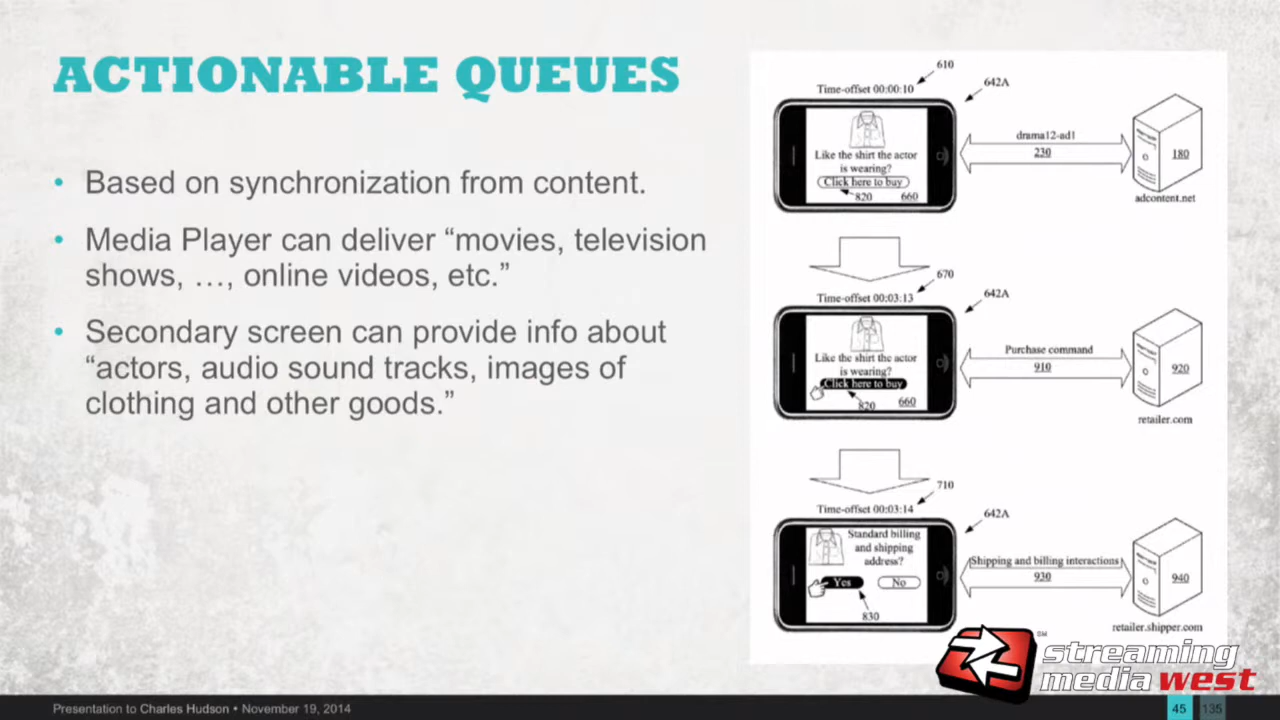 ACTIONABLE QUEUES
• Based on synchronization from content.
• Media Player can deliver “movies, television
shows, …, online videos, etc.”
• Secondary screen can provide info about
“actors, audio sound tracks, images of
clothing and other goods.”
610
Time-offset 00:00:10
642A
Like the shirt the actor
is wearing?
Click here to buy
820
660
drama12-ad1
230
180
adcontent.net
670
Time-offset 00:03:13
642A
Like the shirt the actor
is wearing?
Click here to buy
820
660
Purchase command
910
920
retailer.com
710
Time-offset 00:03:14
642A
Standard billing
and shipping
address?
Yes
No
830
Shipping and billing interactions
930
940
retailer.shipper.com
SM
streaming
media west
Presentation to Charles Hudson • November 19, 2014
45
135